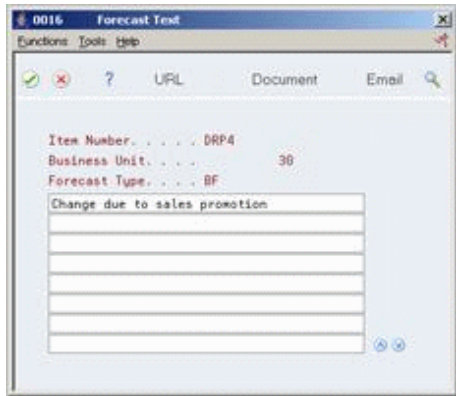 0016 Forecast Text
Functions Tools Help
? URL Document Email
Item Number. . . . . DRP4
Business Unit. . . . 30
Forecast Type. . . . BF
Change due to sales promotion